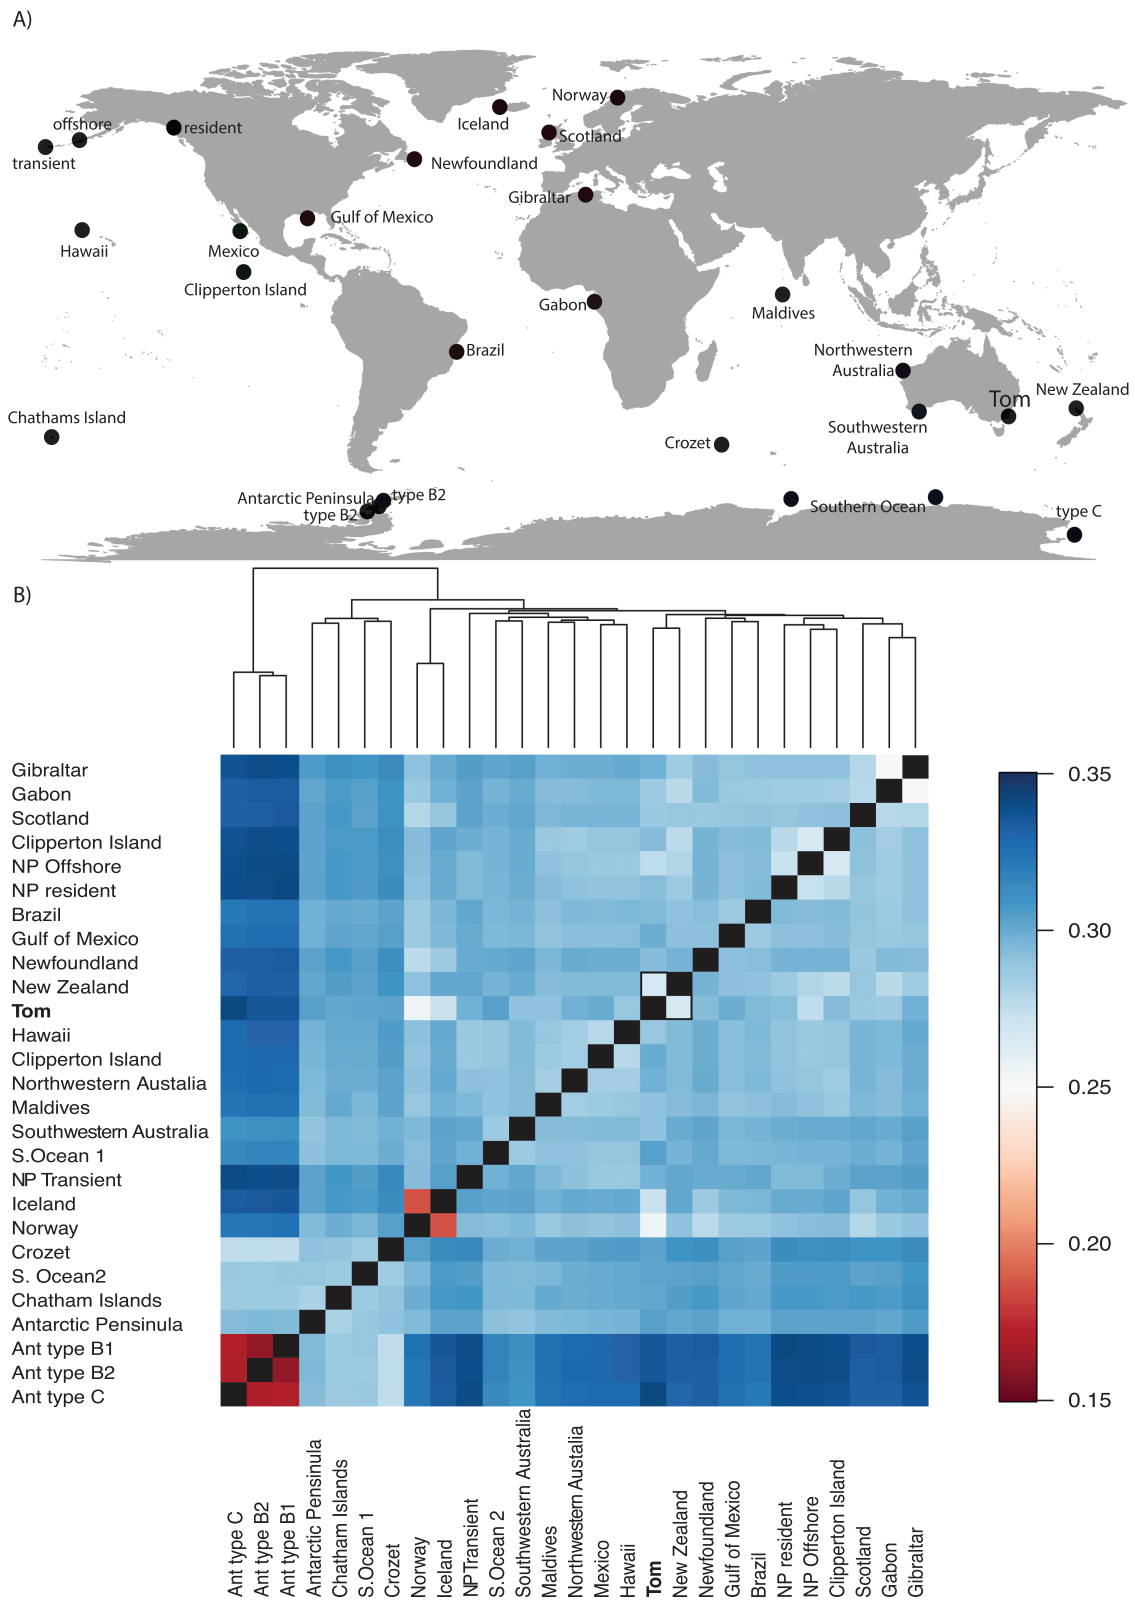 A)
Norway
Iceland
Scotland
offshore
resident
transient
Newfoundland
Gibraltar
Gulf of Mexico
Hawaii
Mexico
Clipperton Island
Gabon
Maldives
Brazil
Northwestern
Australia
Tom
New Zealand
Chathams Island
Southwestern
Australia
Crozet
Antarctic Peninsula
type B2
type B2
Southern Ocean
type C
B)
Gibraltar
Gabon
Scotland
Clipperton Island
NP Offshore
NP resident
Brazil
Gulf of Mexico
Newfoundland
New Zealand
Tom
Hawaii
Clipperton Island
Northwestern Austalia
Maldives
Southwestern Australia
S.Ocean 1
NP Transient
Iceland
Norway
Crozet
S. Ocean2
Chatham Islands
Antarctic Pensinula
Ant type B1
Ant type B2
Ant type C
0.35
0.30
0.25
0.20
0.15
Ant type C
Ant type B2
Ant type B1
Antarctic Pensinula
Chatham Islands
S.Ocean 1
Crozet
Norway
Iceland
NP Transient
S.Ocean 2
Southwestern Australia
Maldives
Northwestern Austalia
Mexico
Hawaii
Tom
New Zealand
Newfoundland
Gulf of Mexico
Brazil
NP resident
NP Offshore
Clipperton Island
Scotland
Gabon
Gibraltar